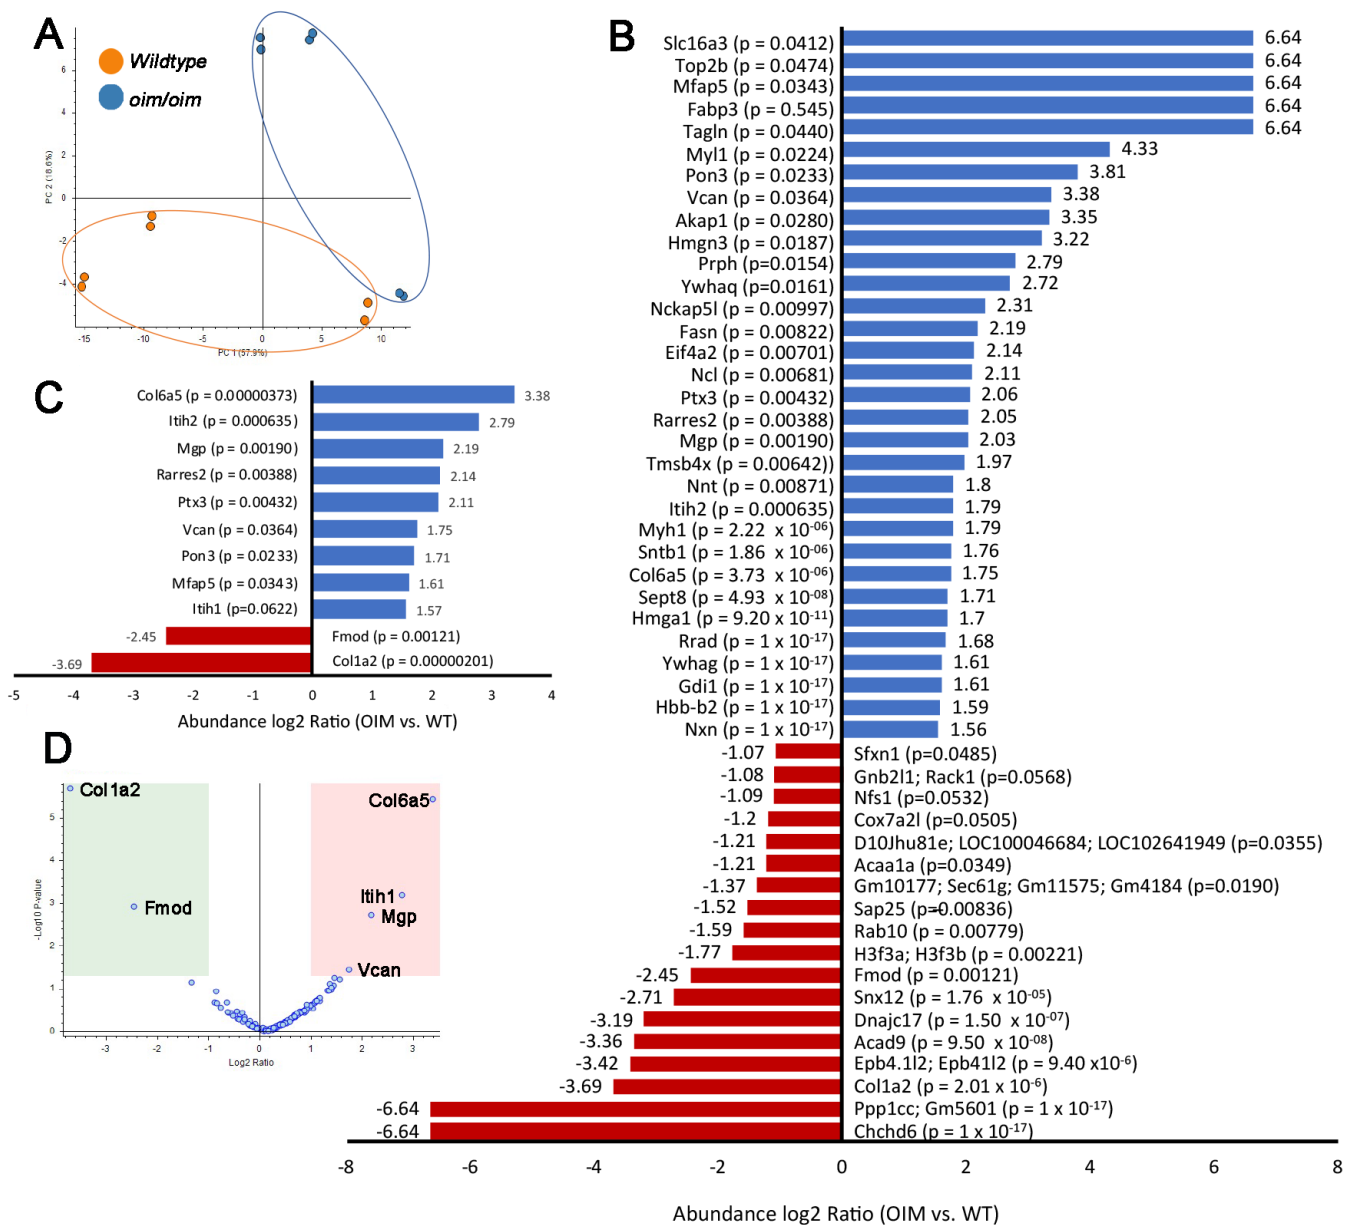 A
Wildtype
oim/oim
6
4
2
0
-2
-4
-15
-10
-5
0
5
10
PC 2 (18.6%)
PC 1 (57.9%)
B
Slc16a3 (p = 0.0412) 6.64
Top2b (p = 0.0474) 6.64
Mfap5 (p = 0.0343) 6.64
Fabp3 (p = 0.545) 6.64
Tagln (p = 0.0440) 6.64
Myl1 (p = 0.0224) 4.33
Pon3 (p = 0.0233) 3.81
Vcan (p = 0.0364) 3.38
Akap1 (p = 0.0280) 3.35
Hmgn3 (p = 0.0187) 3.22
Prph (p=0.0154) 2.79
Ywhaq (p=0.0161) 2.72
Nckap5l (p = 0.00997) 2.31
Fasn (p = 0.00822) 2.19
Eif4a2 (p = 0.00701) 2.14
Ncl (p = 0.00681) 2.11
Ptx3 (p = 0.00432) 2.06
Rarres2 (p = 0.00388) 2.05
Mgp (p = 0.00190) 2.03
Tmsb4x (p = 0.00642)) 1.97
Nnt (p = 0.00871) 1.8
Itih2 (p = 0.000635) 1.79
Myh1 (p = 2.22 x 10⁻⁰⁶) 1.79
Sntb1 (p = 1.86 x 10⁻⁰⁶) 1.76
Col6a5 (p = 3.73 x 10⁻⁰⁶) 1.75
Sept8 (p = 4.93 x 10⁻⁰⁸) 1.71
Hmga1 (p = 9.20 x 10⁻¹¹) 1.7
Rrad (p = 1 x 10⁻¹⁷) 1.68
Ywhag (p = 1 x 10⁻¹⁷) 1.61
Gdi1 (p = 1 x 10⁻¹⁷) 1.61
Hbb-b2 (p = 1 x 10⁻¹⁷) 1.59
Nxn (p = 1 x 10⁻¹⁷) 1.56
-1.07 Sfxn1 (p=0.0485)
-1.08 Gnb2l1; Rack1 (p=0.0568)
-1.09 Nfs1 (p=0.0532)
-1.2 Cox7a2l (p=0.0505)
-1.21 D10Jhu81e; LOC100046684; LOC102641949 (p=0.0355)
-1.21 Acaa1a (p=0.0349)
-1.37 Gm10177; Sec61g; Gm11575; Gm4184 (p=0.0190)
-1.52 Sap25 (p=0.00836)
-1.59 Rab10 (p = 0.00779)
-1.77 H3f3a; H3f3b (p = 0.00221)
-2.45 Fmod (p = 0.00121)
-2.71 Snx12 (p = 1.76 x 10⁻⁰⁵)
-3.19 Dnajc17 (p = 1.50 x 10⁻⁰⁷)
-3.36 Acad9 (p = 9.50 x 10⁻⁰⁸)
-3.42 Epb4.1l2; Epb41l2 (p = 9.40 x10⁻⁶)
-3.69 Col1a2 (p = 2.01 x 10⁻⁶)
-6.64 Ppp1cc; Gm5601 (p = 1 x 10⁻¹⁷)
-6.64 Chchd6 (p = 1 x 10⁻¹⁷)
-8 -6 -4 -2 0 2 4 6 8
Abundance log2 Ratio (OIM vs. WT)
C
Col6a5 (p = 0.00000373) 3.38
Itih2 (p = 0.000635) 2.79
Mgp (p = 0.00190) 2.19
Rarres2 (p = 0.00388) 2.14
Ptx3 (p = 0.00432) 2.11
Vcan (p = 0.0364) 1.75
Pon3 (p = 0.0233) 1.71
Mfap5 (p = 0.0343) 1.61
Itih1 (p=0.0622) 1.57
-2.45 Fmod (p = 0.00121)
-3.69 Col1a2 (p = 0.00000201)
-5 -4 -3 -2 -1 0 1 2 3 4
Abundance log2 Ratio (OIM vs. WT)
D
Col1a2
Col6a5
Itih1
Mgp
Fmod
Vcan
5
4
3
2
1
0
-Log10 P-value
-3 -2 -1 0 1 2 3
Log2 Ratio